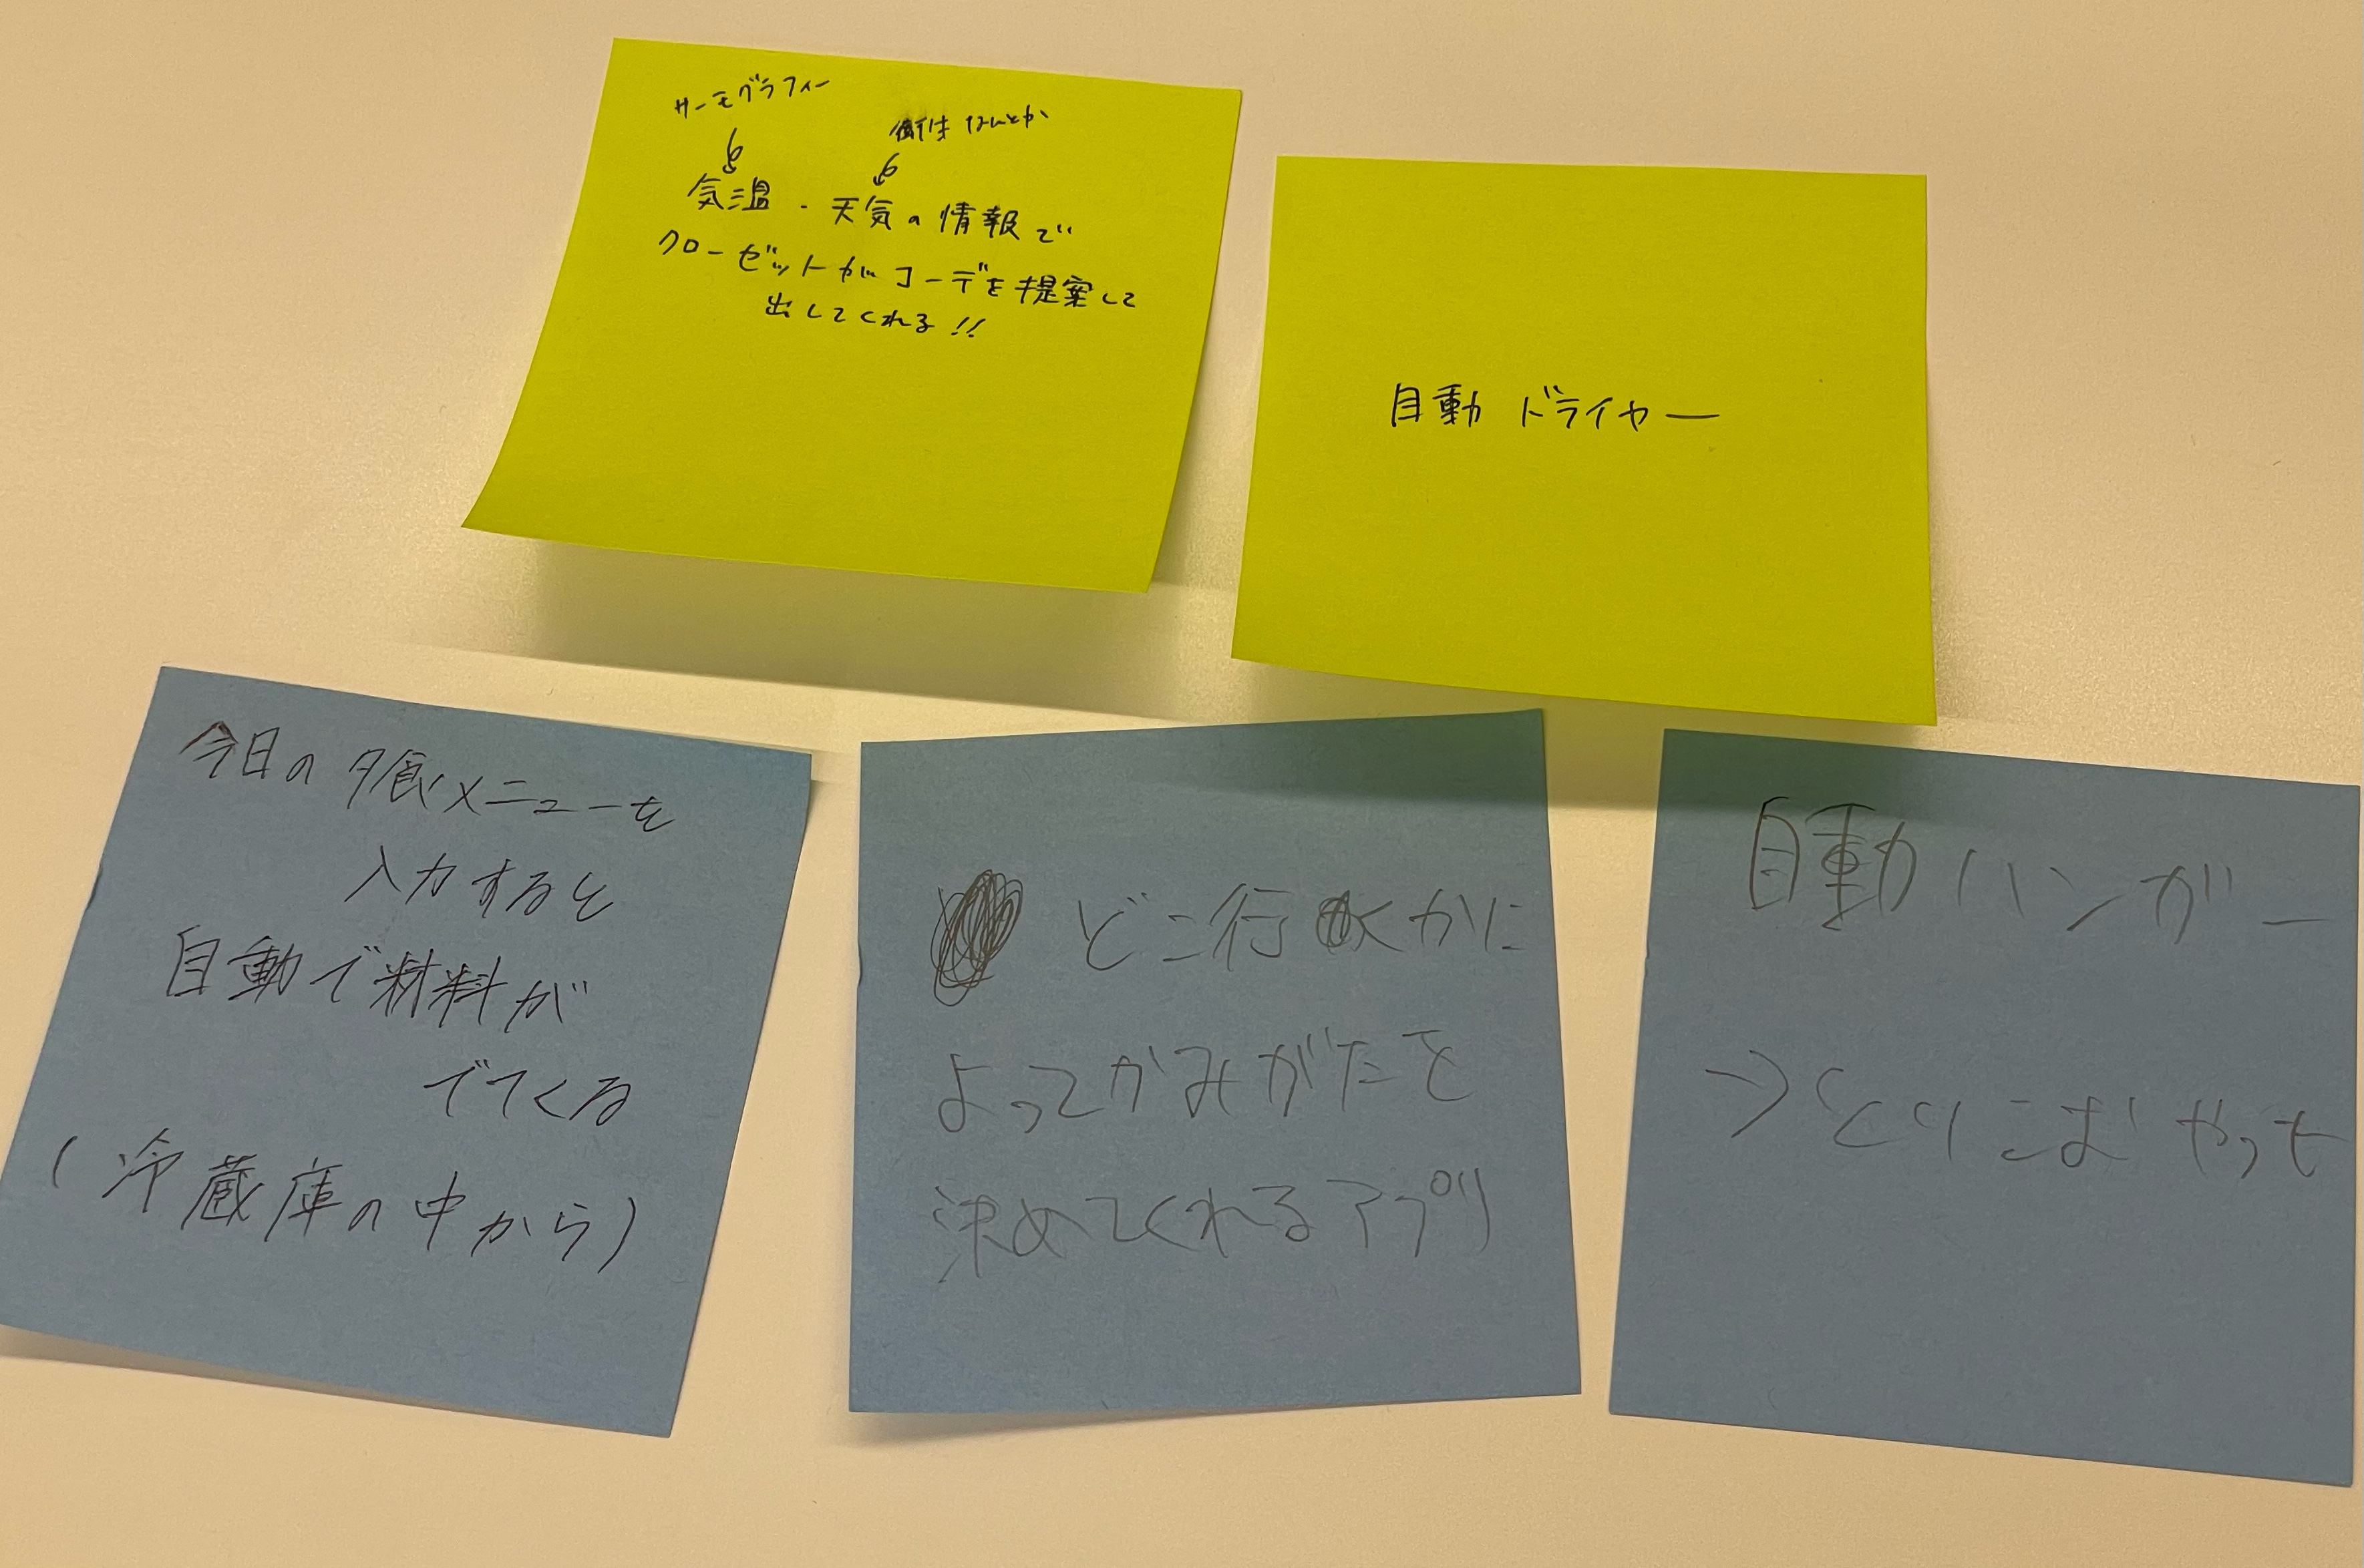 サーモグラフィー
なんとか
気温・天気の情報で
クローゼットがコーデを提案して
出してくれる!!
自動ドライヤー
今日の夕食メニューを
入力すると
自動で材料が
でてくる
(冷蔵庫の中から)
どこ行くかに
よってかみがたを
決めてくれるアプリ
自動ハンガー
→とりこお やつも